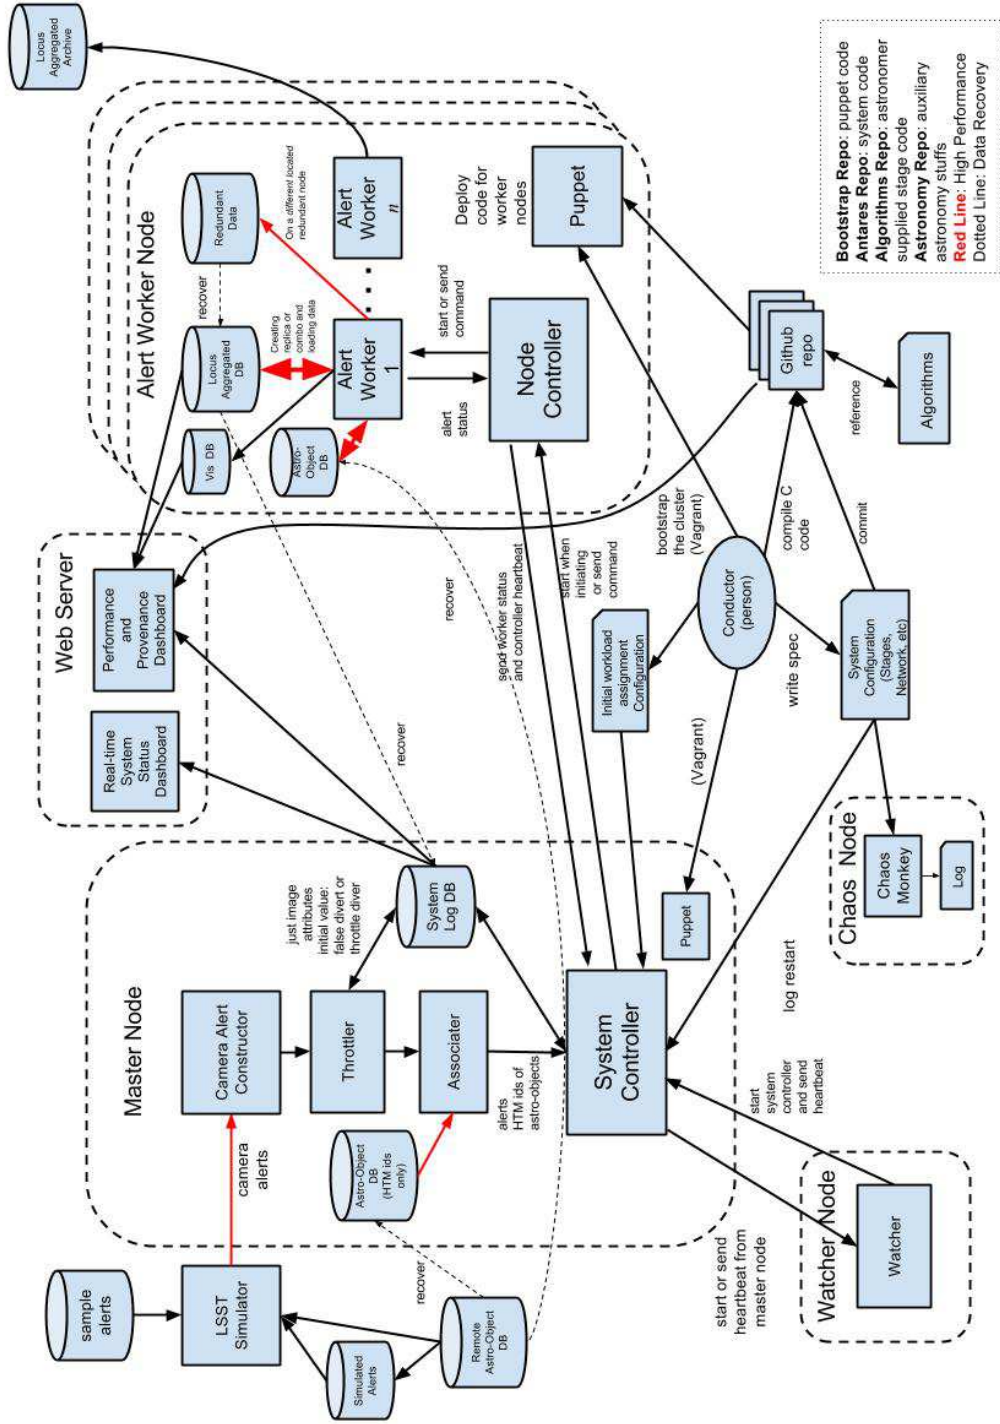 Locus
Aggregated
Archive
Alert Worker Node
Redundant
Data
On a different located
redundant node
recover
Locus
Aggregated
DB
Creating
replica or
combo and
loading data
Vis DB
Astro-
Object
DB
Alert
Worker
1
Alert
Worker
n
alert
status
start or send
command
Node
Controller
Deploy
code for
worker
nodes
Puppet
Web Server
Performance
and
Provenance
Dashboard
Real-time
System
Status
Dashboard
recover
recover
send worker status
and controller heartbeat
start when
initiating
or send
command
bootstrap
the cluster
(Vagrant)
Initial workload
assignment
Configuration
Conductor
(person)
compile C
code
Github
repo
reference
Algorithms
commit
write spec
System
Configuration
(Stages,
Network, etc)
(Vagrant)
Puppet
Master Node
Camera Alert
Constructor
Throttler
Associater
just image
attributes
initial value:
false divert or
throttle diver
System
Log DB
Astro-Object
DB
(HTM ids
only)
alerts
HTM ids of
astro-objects
System
Controller
camera
alerts
sample
alerts
LSST
Simulator
Simulated
Alerts
Remote
Astro-Object
DB
recover
start or send
heartbeat from
master node
start
system
controller
and send
heartbeat
log restart
Watcher Node
Watcher
Chaos Node
Chaos
Monkey
Log
Bootstrap Repo: puppet code
Antares Repo: system code
Algorithms Repo: astronomer
supplied stage code
Astronomy Repo: auxiliary
astronomy stuffs
Red Line: High Performance
Dotted Line: Data Recovery